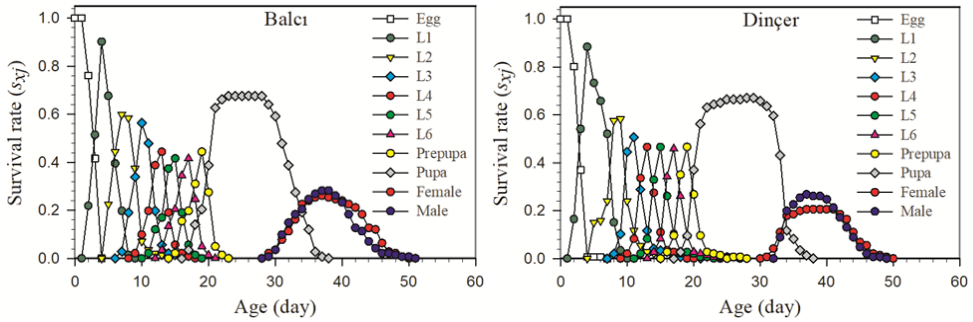 Balcı
Survival rate (sxj)
1.0
0.8
0.6
0.4
0.2
0.0
Egg
L1
L2
L3
L4
L5
L6
Prepupa
Pupa
Female
Male
0 10 20 30 40 50 60
Age (day)
Dinçer
Survival rate (sxj)
1.0
0.8
0.6
0.4
0.2
0.0
Egg
L1
L2
L3
L4
L5
L6
Prepupa
Pupa
Female
Male
0 10 20 30 40 50 60
Age (day)